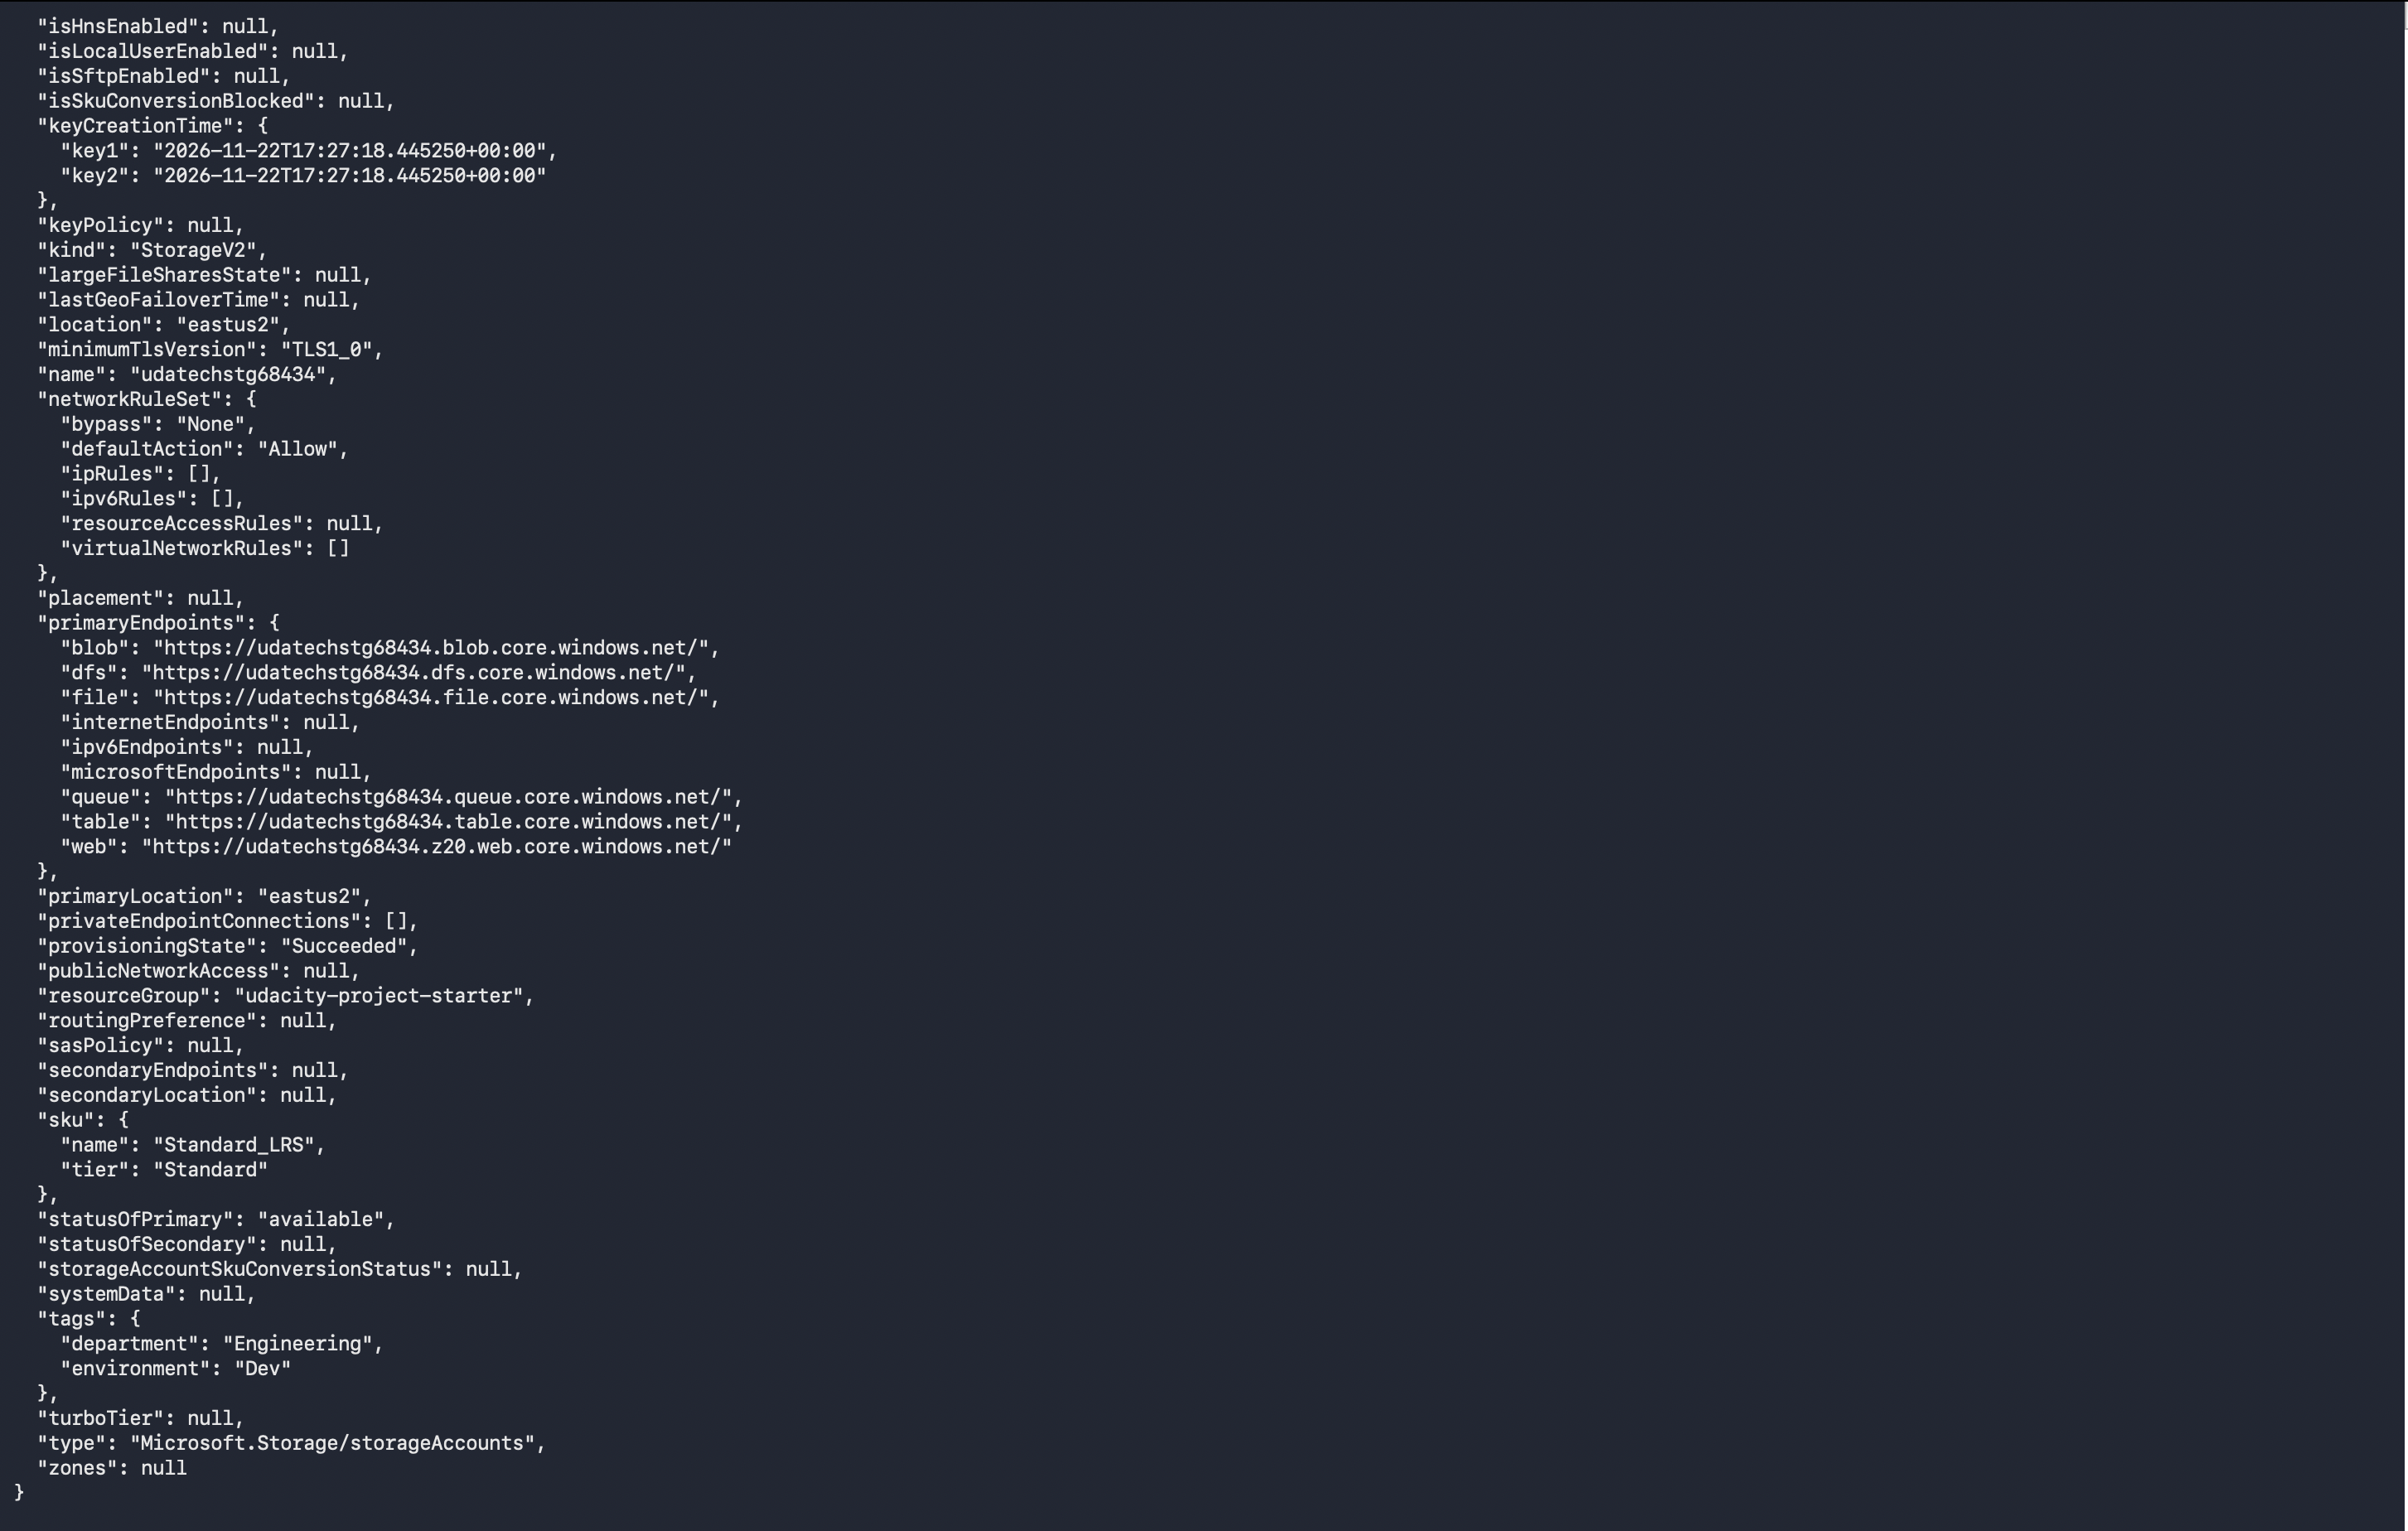 "isHnsEnabled": null,
"isLocalUserEnabled": null,
"isSftpEnabled": null,
"isSkuConversionBlocked": null,
"keyCreationTime": {
"key1": "2026-11-22T17:27:18.445250+00:00",
"key2": "2026-11-22T17:27:18.445250+00:00"
},
"keyPolicy": null,
"kind": "StorageV2",
"largeFileSharesState": null,
"lastGeoFailoverTime": null,
"location": "eastus2",
"minimumTlsVersion": "TLS1_0",
"name": "udatechstg68434",
"networkRuleSet": {
"bypass": "None",
"defaultAction": "Allow",
"ipRules": [],
"ipv6Rules": [],
"resourceAccessRules": null,
"virtualNetworkRules": []
},
"placement": null,
"primaryEndpoints": {
"blob": "https://udatechstg68434.blob.core.windows.net/",
"dfs": "https://udatechstg68434.dfs.core.windows.net/",
"file": "https://udatechstg68434.file.core.windows.net/",
"internetEndpoints": null,
"ipv6Endpoints": null,
"microsoftEndpoints": null,
"queue": "https://udatechstg68434.queue.core.windows.net/",
"table": "https://udatechstg68434.table.core.windows.net/",
"web": "https://udatechstg68434.z20.web.core.windows.net/"
},
"primaryLocation": "eastus2",
"privateEndpointConnections": [],
"provisioningState": "Succeeded",
"publicNetworkAccess": null,
"resourceGroup": "udacity-project-starter",
"routingPreference": null,
"sasPolicy": null,
"secondaryEndpoints": null,
"secondaryLocation": null,
"sku": {
"name": "Standard_LRS",
"tier": "Standard"
},
"statusOfPrimary": "available",
"statusOfSecondary": null,
"storageAccountSkuConversionStatus": null,
"systemData": null,
"tags": {
"department": "Engineering",
"environment": "Dev"
},
"turboTier": null,
"type": "Microsoft.Storage/storageAccounts",
"zones": null
}